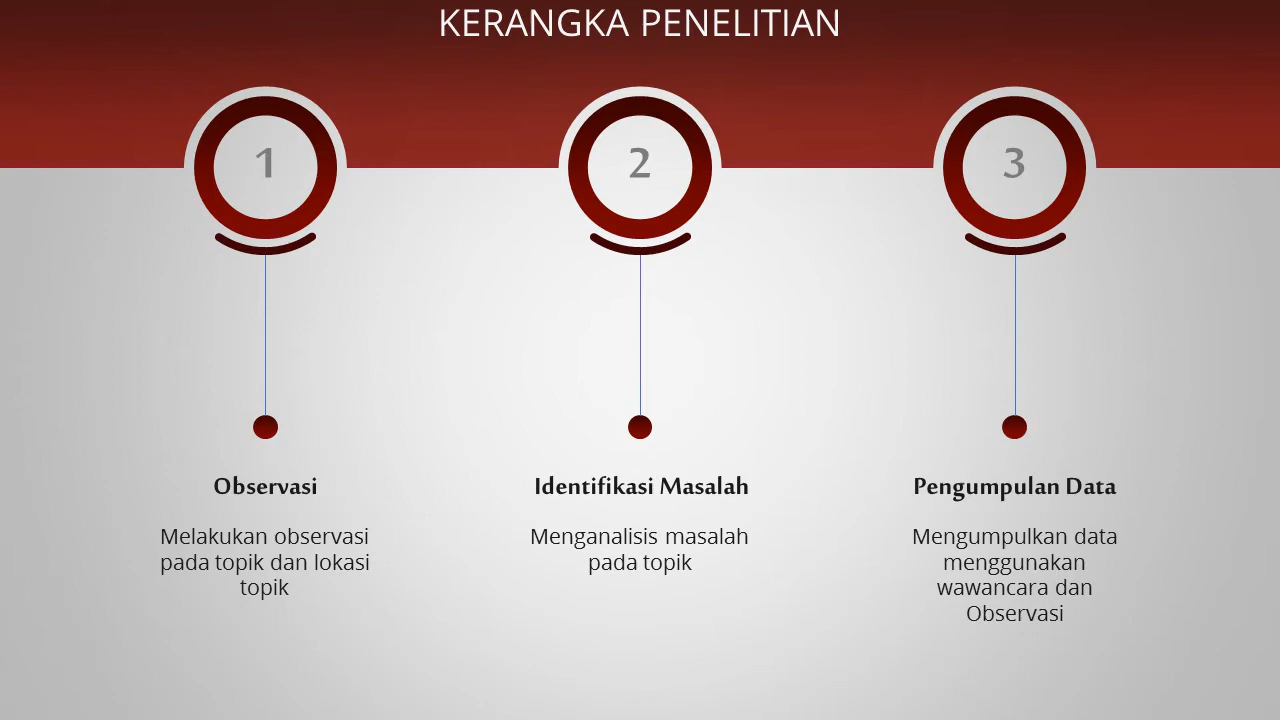 KERANGKA PENELITIAN
1
2
3
Observasi
Melakukan observasi
pada topik dan lokasi
topik
Identifikasi Masalah
Menganalisis masalah
pada topik
Pengumpulan Data
Mengumpulkan data
menggunakan
wawancara dan
Observasi